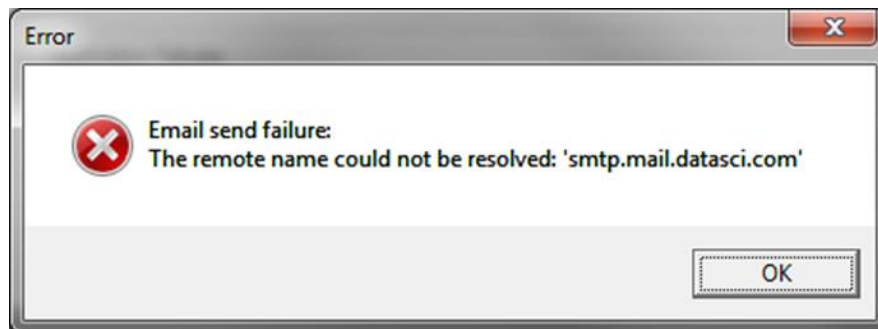 Error
Email send failure:
The remote name could not be resolved: 'smtp.mail.datasci.com'
OK